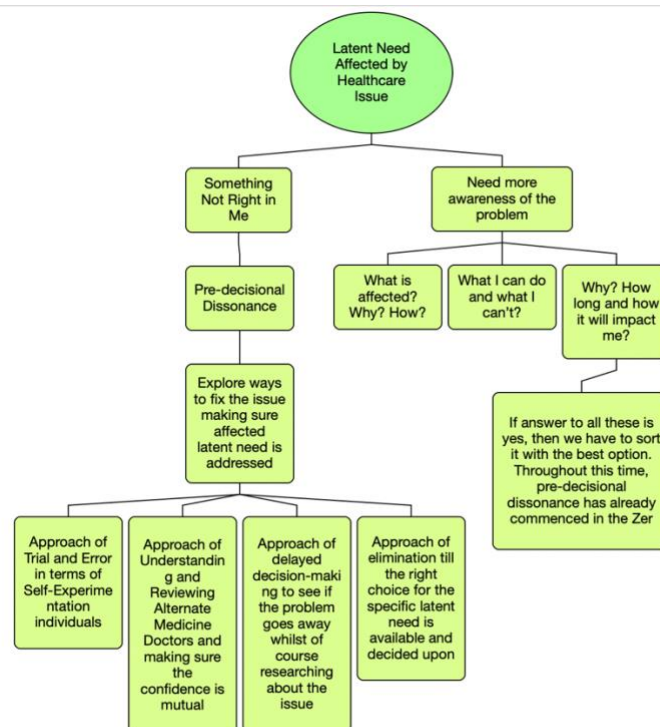 Latent Need
Affected by
Healthcare
Issue
Something
Not Right in
Me
Need more
awareness of the
problem
Pre-decisional
Dissonance
What is
affected?
Why? How?
What I can do
and what I
can't?
Why? How
long and how
it will impact
me?
Explore ways
to fix the issue
making sure
affected
latent need is
addressed
If answer to all these is
yes, then we have to sort
it with the best option.
Throughout this time,
pre-decisional
dissonance has already
commenced in the Zer
Approach of
Trial and Error
in terms of
Self-Experime
ntation
individuals
Approach of
Understandin
g and
Reviewing
Alternate
Medicine
Doctors and
making sure
the
confidence is
mutual
Approach of
delayed
decision-maki
ng to see if
the problem
goes away
whilst of
course
researching
about the
issue
Approach of
elimination till
the right
choice for the
specific latent
need is
available and
decided upon